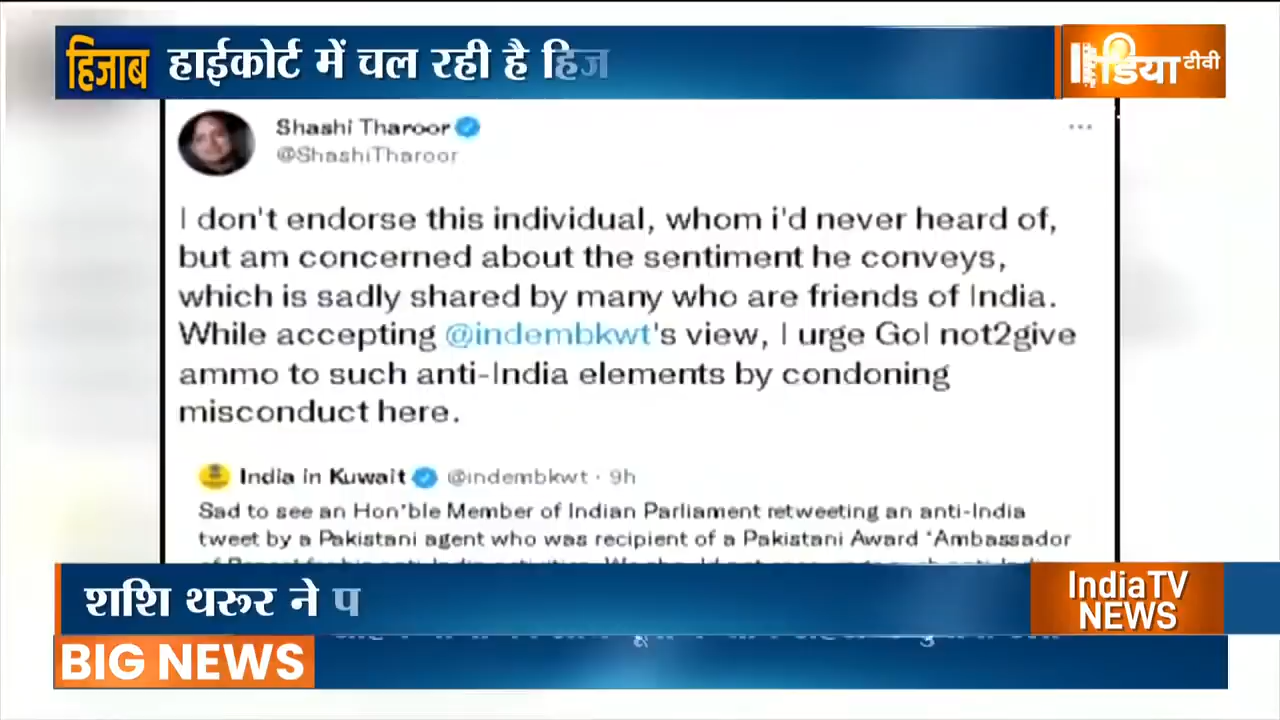 हिजाब हाईकोर्ट में चल रही है हिज
इंडिया टीवी
Shashi Tharoor
@ShashiTharoor
I don't endorse this individual, whom i'd never heard of,
but am concerned about the sentiment he conveys,
which is sadly shared by many who are friends of India.
While accepting @indembkwt's view, I urge GoI not2give
ammo to such anti-India elements by condoning
misconduct here.
India in Kuwait @indembkwt · 9h
Sad to see an Hon'ble Member of Indian Parliament retweeting an anti-India
tweet by a Pakistani agent who was recipient of a Pakistani Award 'Ambassador
शशि थरूर ने प
IndiaTV
NEWS
BIG NEWS